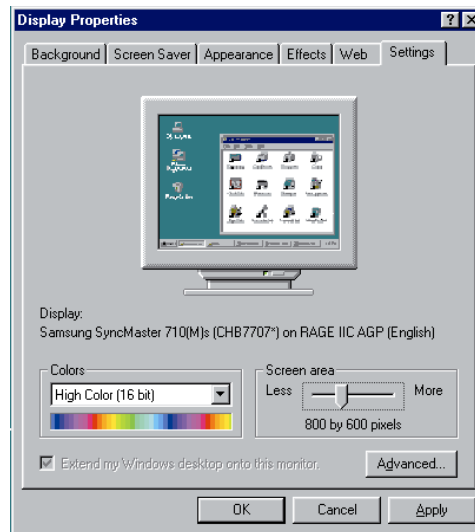 Display Properties
Background Screen Saver Appearance Effects Web Settings
Display:
Samsung SyncMaster 710(M)s (CHB7707*) on RAGE IIC AGP (English)
Colors
High Color (16 bit)
Screen area
Less More
800 by 600 pixels
Extend my Windows desktop onto this monitor.
Advanced...
OK Cancel Apply